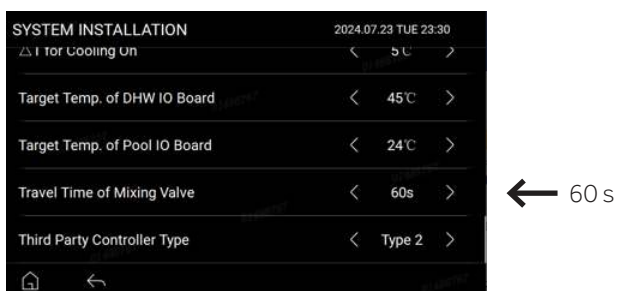 SYSTEM INSTALLATION 2024.07.23 TUE 23:30
△T for Cooling On < 5℃ >
Target Temp. of DHW IO Board < 45℃ >
Target Temp. of Pool IO Board < 24℃ >
Travel Time of Mixing Valve < 60s > 60 s
Third Party Controller Type < Type 2 >